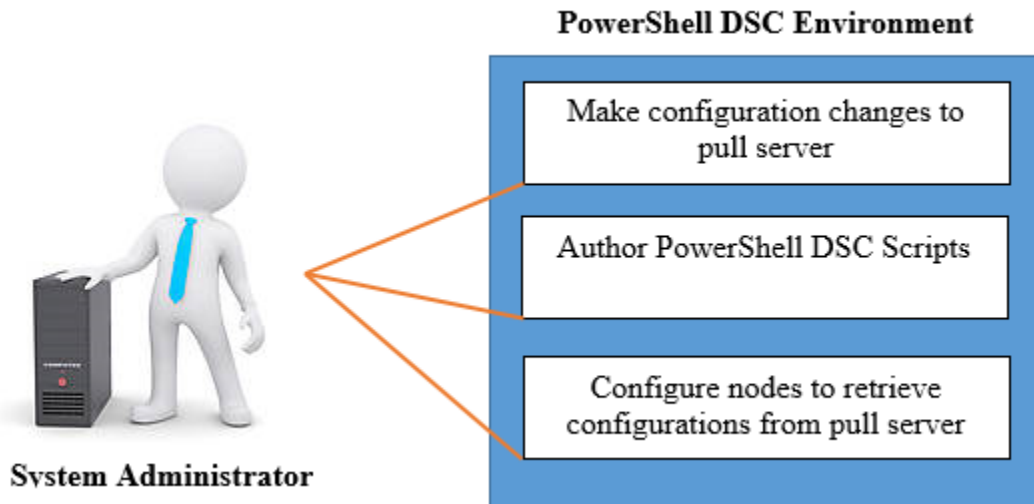 PowerShell DSC Environment
Make configuration changes to
pull server
Author PowerShell DSC Scripts
Configure nodes to retrieve
configurations from pull server
COMPUTER
System Administrator